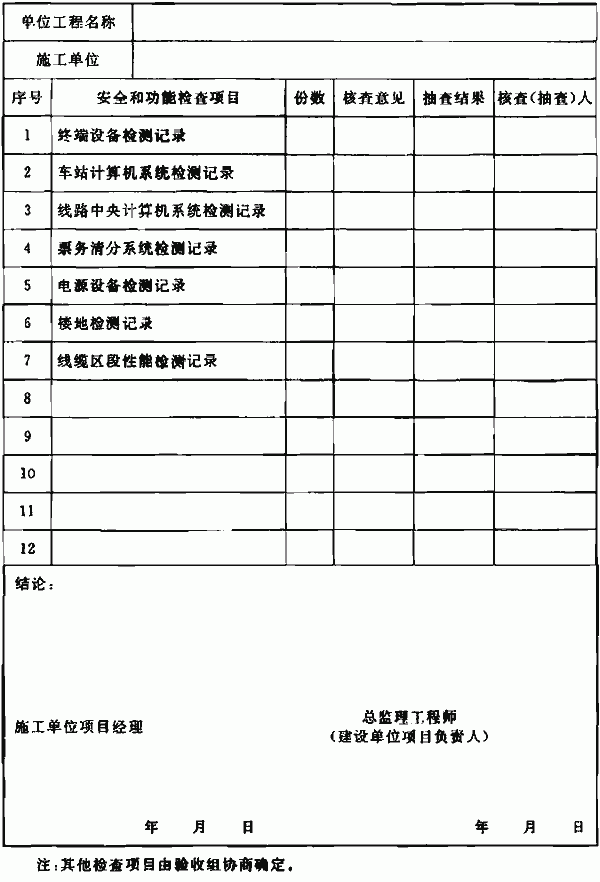 单位工程名称
施工单位
序号 安全和功能检查项目 份数 核查意见 抽查结果 核查(抽查)人
1 终端设备检测记录
2 车站计算机系统检测记录
3 线路中央计算机系统检测记录
4 票务清分系统检测记录
5 电源设备检测记录
6 接地检测记录
7 线缆区段性能检测记录
8
9
10
11
12
结论:
总监理工程师
施工单位项目经理
(建设单位项目负责人)
年 月 日 年 月 日
注:其他检查项目由验收组协商确定。